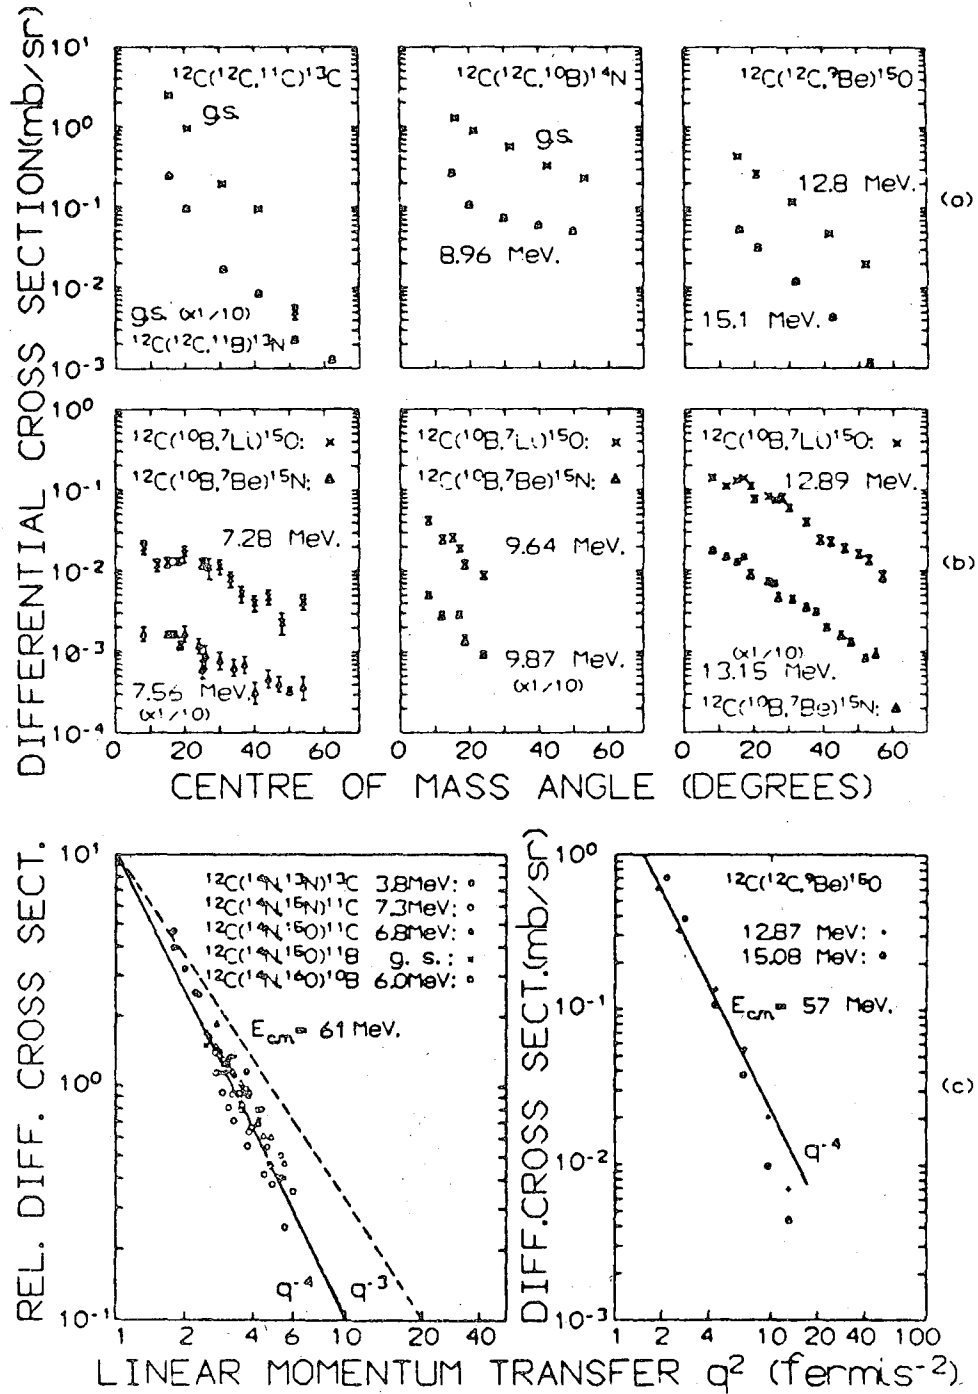 DIFFERENTIAL CROSS SECTION(mb/sr)
10¹
10⁰
10⁻¹
10⁻²
10⁻³
¹²C(¹²C,¹¹C)¹³C
g.s.
g.s. (x1/10)
¹²C(¹²C,¹¹B)¹³N
¹²C(¹²C,¹⁰B)¹⁴N
g.s.
8.96 MeV.
¹²C(¹²C,⁹Be)¹⁵O
12.8 MeV.
15.1 MeV.
(a)
10⁰
10⁻¹
10⁻²
10⁻³
10⁻⁴
¹²C(¹⁰B,⁷Li)¹⁵O:
¹²C(¹⁰B,⁷Be)¹⁵N:
7.28 MeV.
7.56 MeV.
(x1/10)
¹²C(¹⁰B,⁷Li)¹⁵O:
¹²C(¹⁰B,⁷Be)¹⁵N:
9.64 MeV.
9.87 MeV.
(x1/10)
¹²C(¹⁰B,⁷Li)¹⁵O:
12.89 MeV.
(x1/10)
13.15 MeV.
¹²C(¹⁰B,⁷Be)¹⁵N:
(b)
0 20 40 60 0 20 40 60 0 20 40 60
CENTRE OF MASS ANGLE (DEGREES)
REL. DIFF. CROSS SECT.
10¹
10⁰
10⁻¹
¹²C(¹⁴N,¹³N)¹³C 3.8MeV:
¹²C(¹⁴N,¹⁵N)¹¹C 7.3MeV:
¹²C(¹⁴N,¹⁵O)¹¹C 6.8MeV:
¹²C(¹⁴N,¹⁵O)¹¹B g. s.:
¹²C(¹⁴N,¹⁶O)¹⁰B 6.0MeV:
E_cm= 61 MeV.
q⁻⁴
q⁻³
1 2 4 6 10 20 40
DIFF.CROSS SECT.(mb/sr)
10⁰
10⁻¹
10⁻²
10⁻³
¹²C(¹²C,⁹Be)¹⁵O
12.87 MeV:
15.08 MeV:
E_cm= 57 MeV.
q⁻⁴
(c)
1 2 4 10 20 40 100
LINEAR MOMENTUM TRANSFER q² (fermis⁻²)